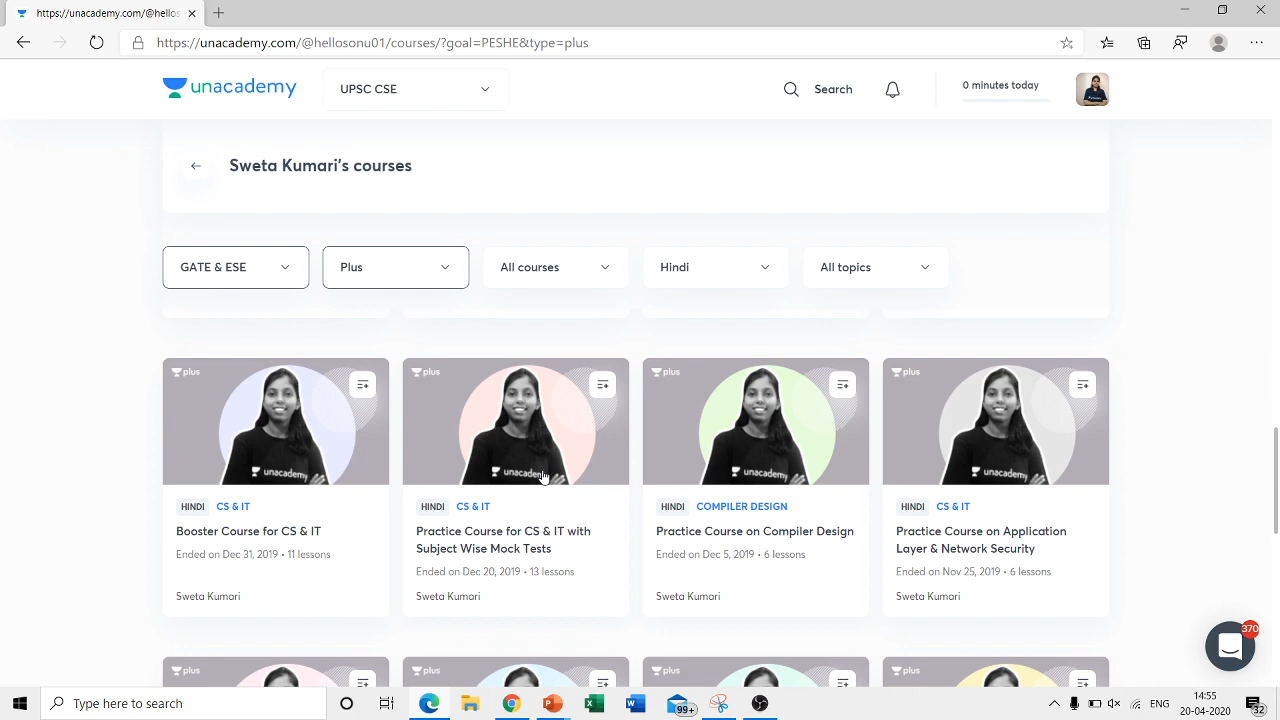 https://unacademy.com/@hellos
https://unacademy.com/@hellosonu01/courses/?goal=PESHE&type=plus
unacademy
UPSC CSE
Search
0 minutes today
Sweta Kumari's courses
GATE & ESE
Plus
All courses
Hindi
All topics
plus
plus
plus
plus
unacademy
unacademy
unacademy
unacademy
HINDI CS & IT
Booster Course for CS & IT
Ended on Dec 31, 2019 • 11 lessons
Sweta Kumari
HINDI CS & IT
Practice Course for CS & IT with
Subject Wise Mock Tests
Ended on Dec 20, 2019 • 13 lessons
Sweta Kumari
HINDI COMPILER DESIGN
Practice Course on Compiler Design
Ended on Dec 5, 2019 • 6 lessons
Sweta Kumari
HINDI CS & IT
Practice Course on Application
Layer & Network Security
Ended on Nov 25, 2019 • 6 lessons
Sweta Kumari
370
plus
plus
plus
plus
Type here to search
99+
ENG
14:55
20-04-2020
32